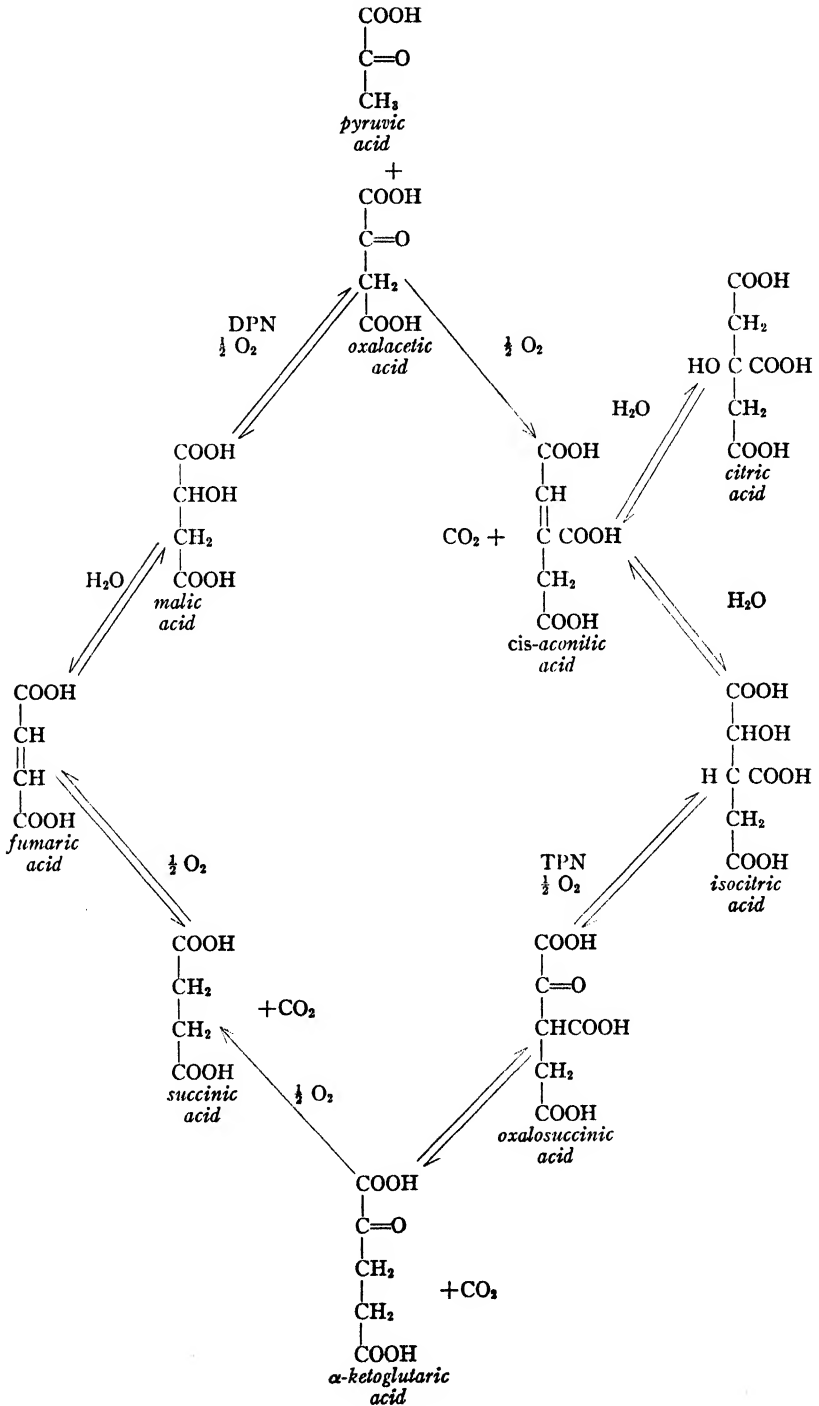 COOH
C=O
CH₃
pyruvic
acid
+
COOH
C=O
CH₂
COOH
oxalacetic
acid
DPN
½ O₂
½ O₂
COOH
CH₂
HO C COOH
CH₂
COOH
citric
acid
H₂O
COOH
CHOH
CH₂
COOH
malic
acid
COOH
CH
CO₂ + C COOH
CH₂
COOH
cis-aconitic
acid
H₂O
H₂O
COOH
CH
CH
COOH
fumaric
acid
COOH
CHOH
H C COOH
CH₂
COOH
isocitric
acid
½ O₂
TPN
½ O₂
COOH
CH₂
CH₂
COOH
succinic
acid
+CO₂
COOH
C=O
CHCOOH
CH₂
COOH
oxalosuccinic
acid
½ O₂
COOH
C=O
CH₂
CH₂
COOH
α-ketoglutaric
acid
+CO₂